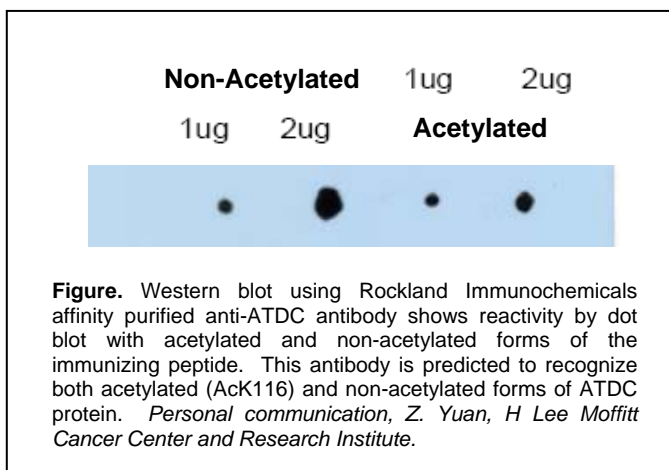 Non-Acetylated 1ug 2ug
1ug 2ug Acetylated
Figure. Western blot using Rockland Immunochemicals
affinity purified anti-ATDC antibody shows reactivity by dot
blot with acetylated and non-acetylated forms of the
immunizing peptide. This antibody is predicted to recognize
both acetylated (AcK116) and non-acetylated forms of ATDC
protein. Personal communication, Z. Yuan, H Lee Moffitt
Cancer Center and Research Institute.